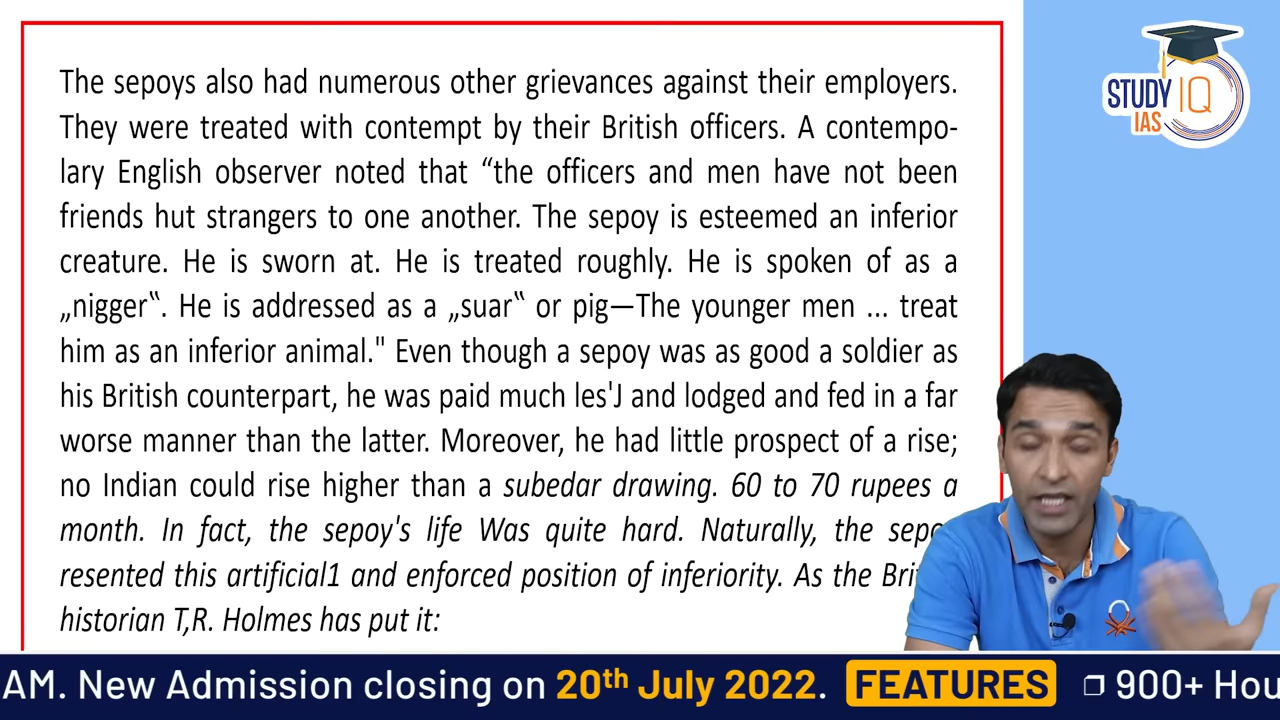 The sepoys also had numerous other grievances against their employers.
They were treated with contempt by their British officers. A contempo-
lary English observer noted that “the officers and men have not been
friends hut strangers to one another. The sepoy is esteemed an inferior
creature. He is sworn at. He is treated roughly. He is spoken of as a
„nigger‟. He is addressed as a „suar‟ or pig—The younger men ... treat
him as an inferior animal." Even though a sepoy was as good a soldier as
his British counterpart, he was paid much les'J and lodged and fed in a far
worse manner than the latter. Moreover, he had little prospect of a rise;
no Indian could rise higher than a subedar drawing. 60 to 70 rupees a
month. In fact, the sepoy's life Was quite hard. Naturally, the
resented this artificial1 and enforced position of inferiority. As the
historian T,R. Holmes has put it:
STUDY IQ
IAS
AM. New Admission closing on 20th July 2022. FEATURES ❒ 900+